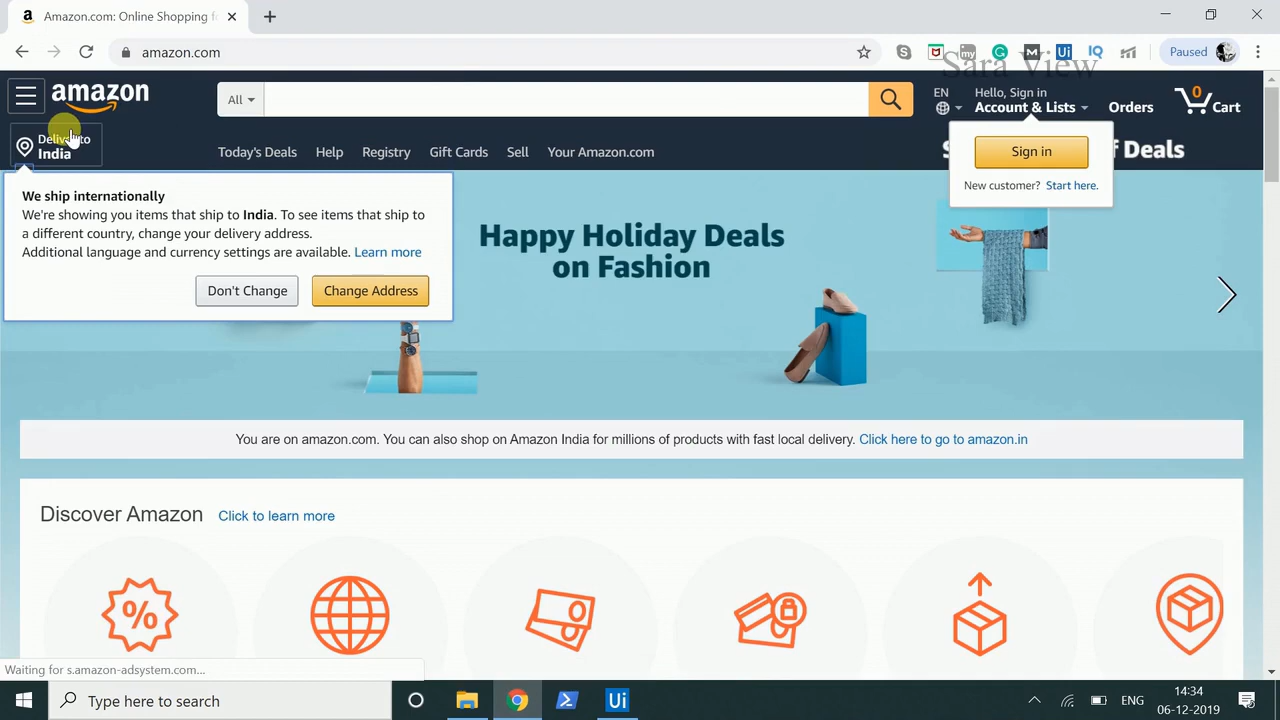 Amazon.com: Online Shopping fo
amazon.com
Paused
Sara View
amazon
All
EN
Hello, Sign in
Account & Lists
Orders
0
Cart
Deliver to
India
Today's Deals
Help
Registry
Gift Cards
Sell
Your Amazon.com
of Deals
Sign in
New customer? Start here.
We ship internationally
We're showing you items that ship to India. To see items that ship to
a different country, change your delivery address.
Additional language and currency settings are available. Learn more
Don't Change
Change Address
Happy Holiday Deals
on Fashion
You are on amazon.com. You can also shop on Amazon India for millions of products with fast local delivery. Click here to go to amazon.in
Discover Amazon
Click to learn more
Waiting for s.amazon-adsystem.com...
Type here to search
Ui
ENG
14:34
06-12-2019